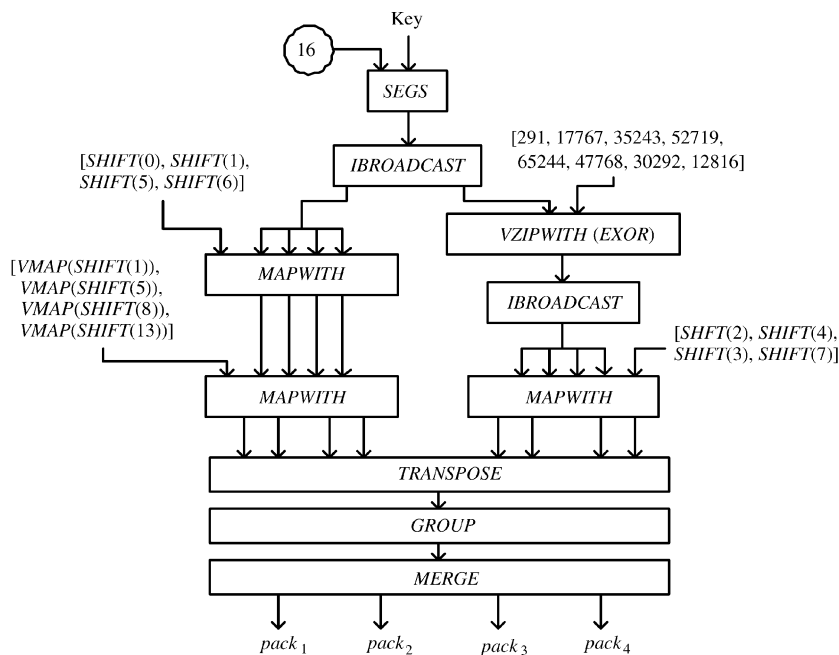 Key
16
SEGS
[291, 17767, 35243, 52719,
65244, 47768, 30292, 12816]
[SHIFT(0), SHIFT(1),
SHIFT(5), SHIFT(6)]
IBROADCAST
VZIPWITH (EXOR)
[VMAP(SHIFT(1)),
VMAP(SHIFT(5)),
VMAP(SHIFT(8)),
VMAP(SHIFT(13))]
MAPWITH
IBROADCAST
[SHFT(2), SHIFT(4),
SHIFT(3), SHIFT(7)]
MAPWITH
MAPWITH
TRANSPOSE
GROUP
MERGE
pack1 pack2 pack3 pack4